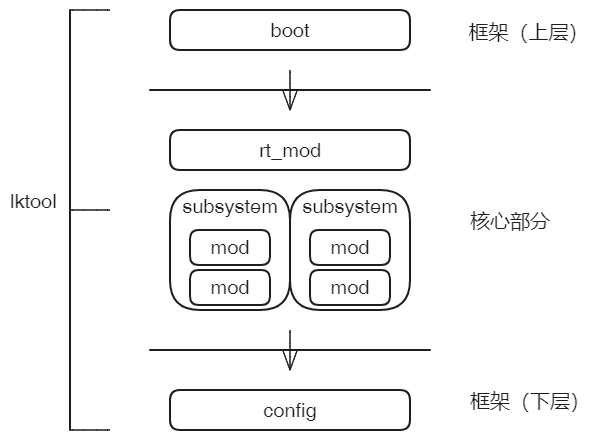 boot
框架（上层）
rt_mod
lktool
subsystem subsystem
核心部分
mod mod
mod mod
config
框架（下层）